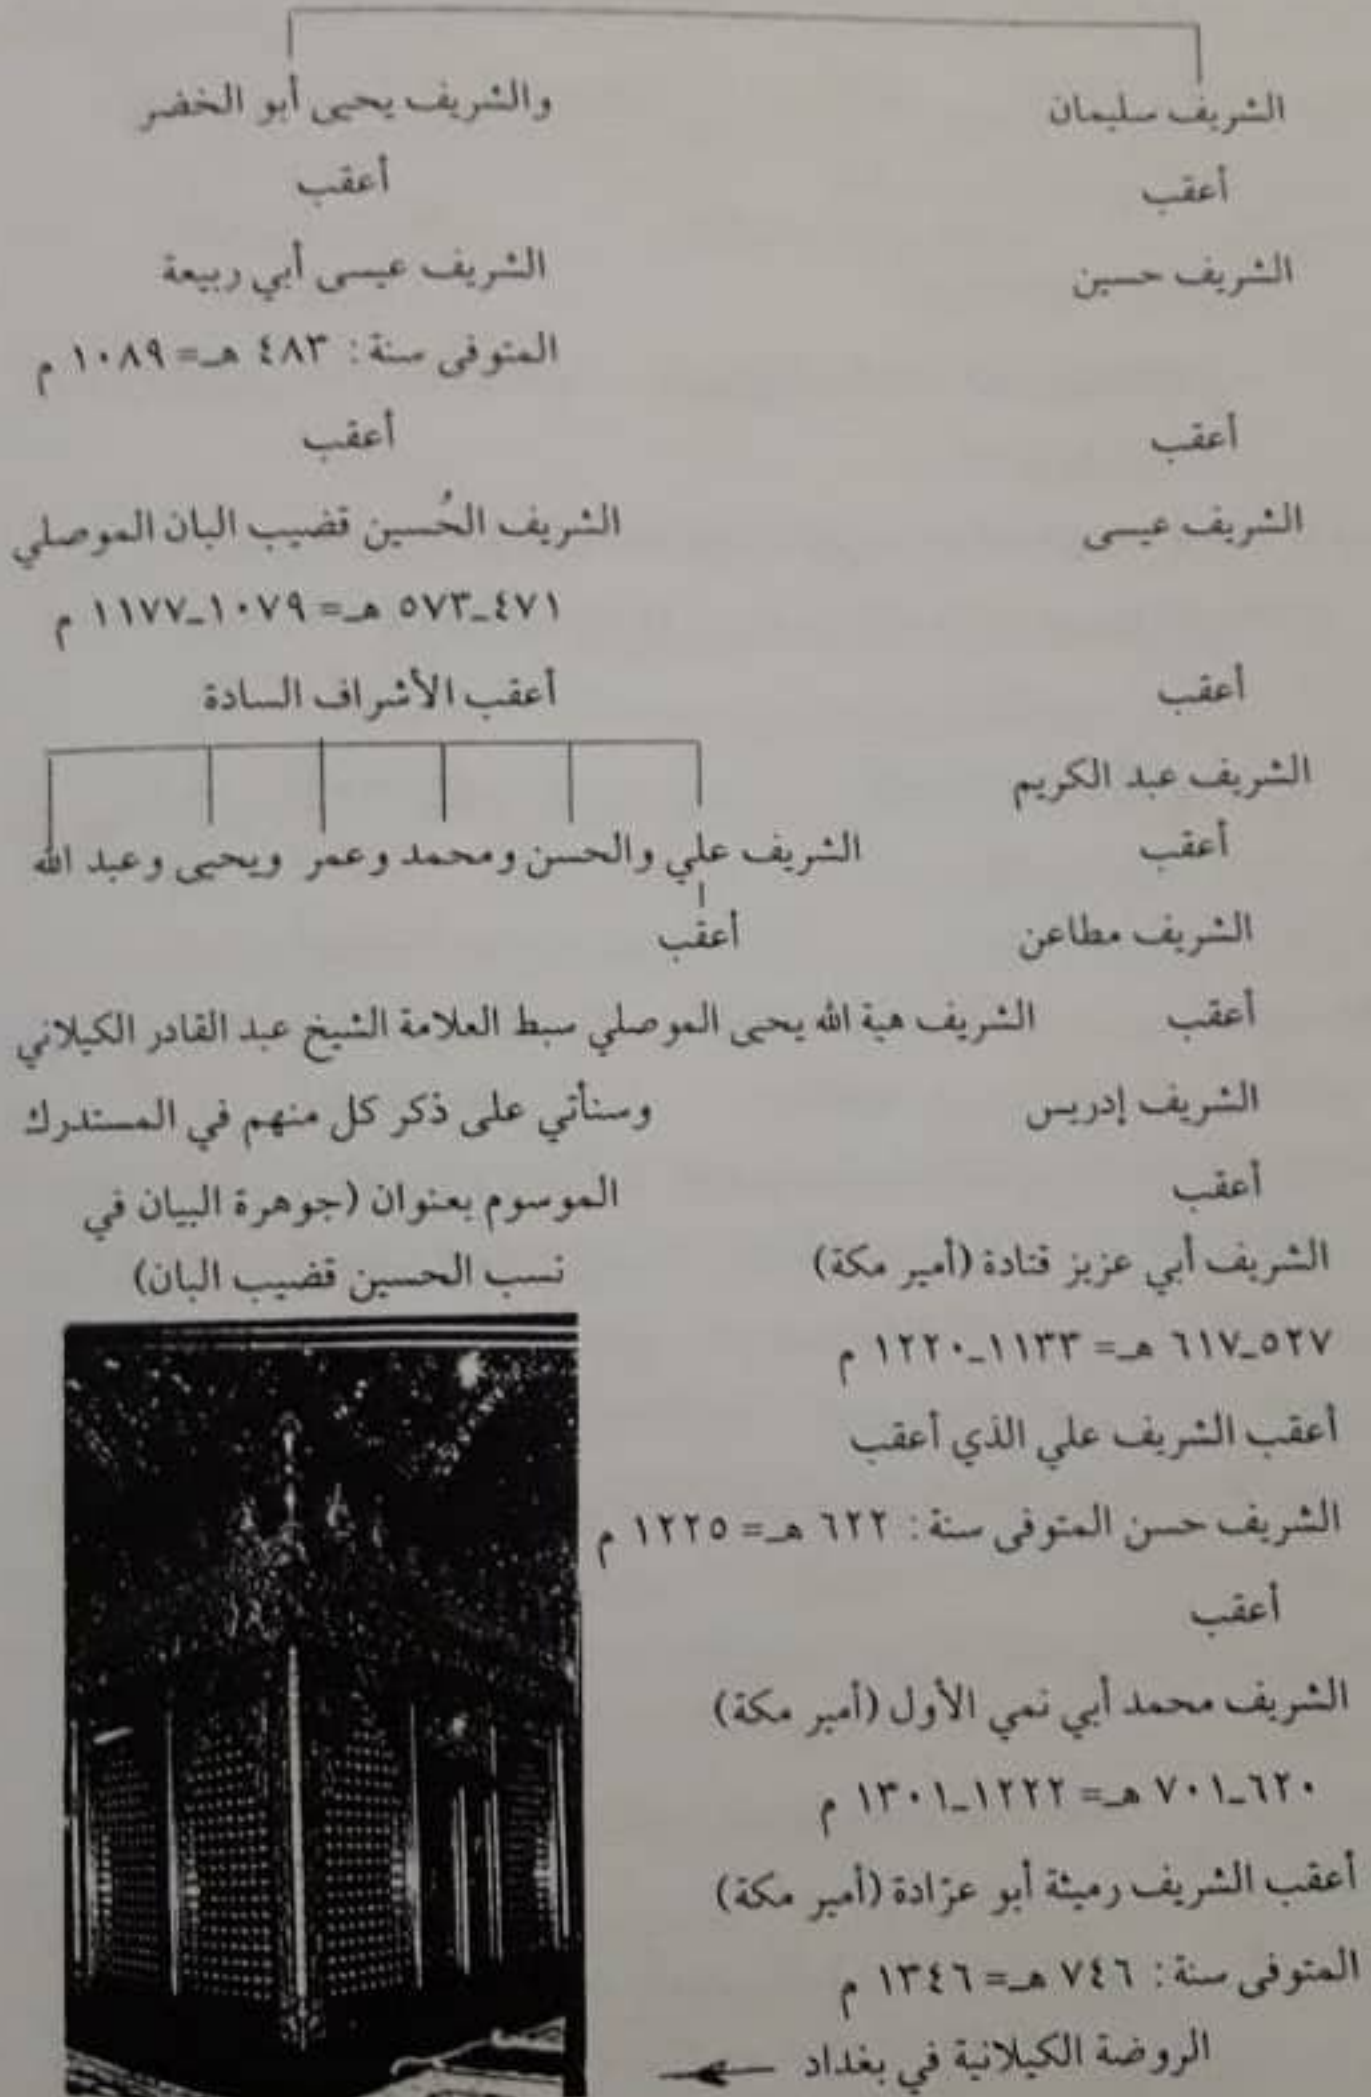 الشريف سليمان
أعقب
الشريف حسين
أعقب
الشريف عيسى
أعقب
الشريف عبد الكريم
أعقب
الشريف مطاعن
أعقب
الشريف إدريس
أعقب
الشريف أبي عزيز قتادة (أمير مكة)
٥٢٧_٦١٧ هـ= ١١٣٣_١٢٢٠ م
أعقب الشريف علي الذي أعقب
الشريف حسن المتوفى سنة: ٦٢٢ هـ= ١٢٢٥ م
أعقب
الشريف محمد أبي نمي الأول (أمير مكة)
٦٢٠_٧٠١ هـ= ١٢٢٢_١٣٠١ م
أعقب الشريف رميثة أبو عرّادة (أمير مكة)
المتوفى سنة: ٧٤٦ هـ= ١٣٤٦ م
الروضة الكيلانية في بغداد
والشريف يحيى أبو الخضر
أعقب
الشريف عيسى أبي ربيعة
المتوفى سنة: ٤٨٣ هـ= ١٠٨٩ م
أعقب
الشريف الحُسين قضيب البان الموصلي
٤٧١_٥٧٣ هـ= ١٠٧٩_١١٧٧ م
أعقب الأشراف السادة
الشريف علي والحسن ومحمد وعمر ويحيى وعبد الله
أعقب
الشريف هبة الله يحيى الموصلي سبط العلامة الشيخ عبد القادر الكيلاني
وسنأتي على ذكر كل منهم في المستدرك
الموسوم بعنوان (جوهرة البيان في
نسب الحسين قضيب البان)